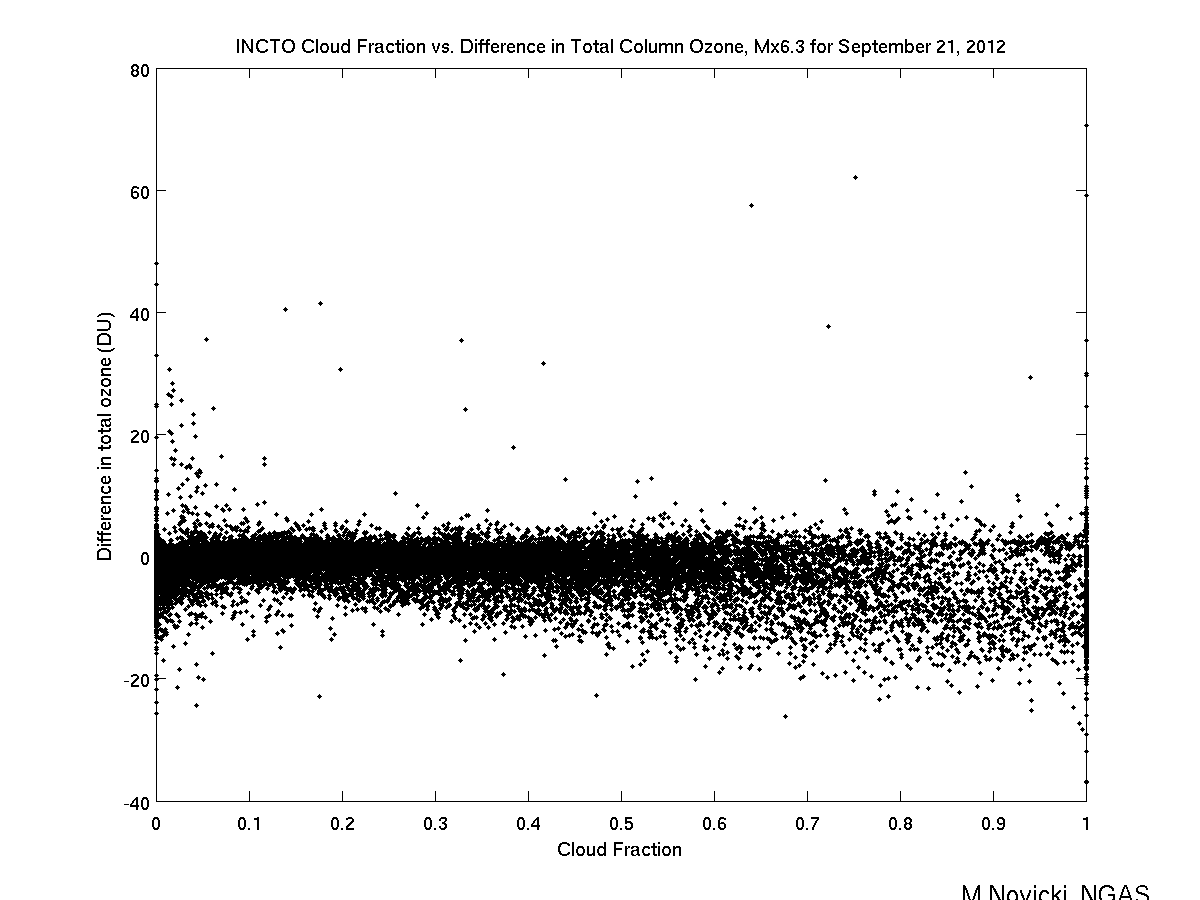 INCTO Cloud Fraction vs. Difference in Total Column Ozone, Mx6.3 for September 21, 2012
80
60
40
20
0
-20
-40
Difference in total ozone (DU)
0 0.1 0.2 0.3 0.4 0.5 0.6 0.7 0.8 0.9 1
Cloud Fraction
M Novicki, NGAS